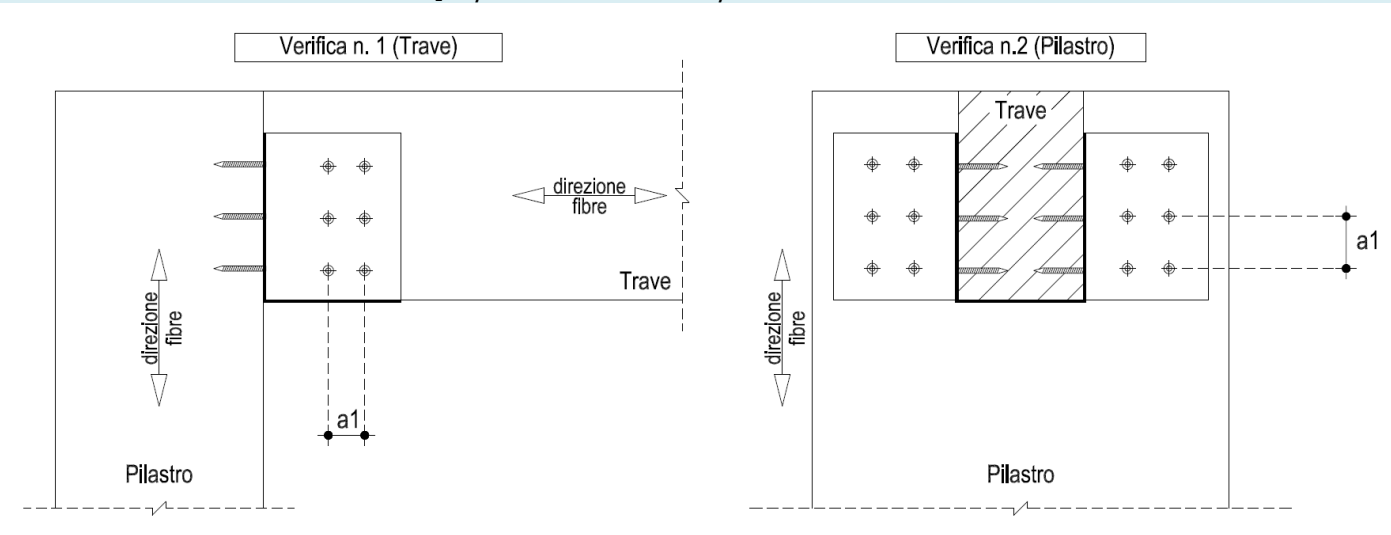 Verifica n. 1 (Trave)
Verifica n.2 (Pilastro)
Trave
direzione
fibre
Trave
direzione
fibre
a1
Pilastro
direzione
fibre
a1
Pilastro